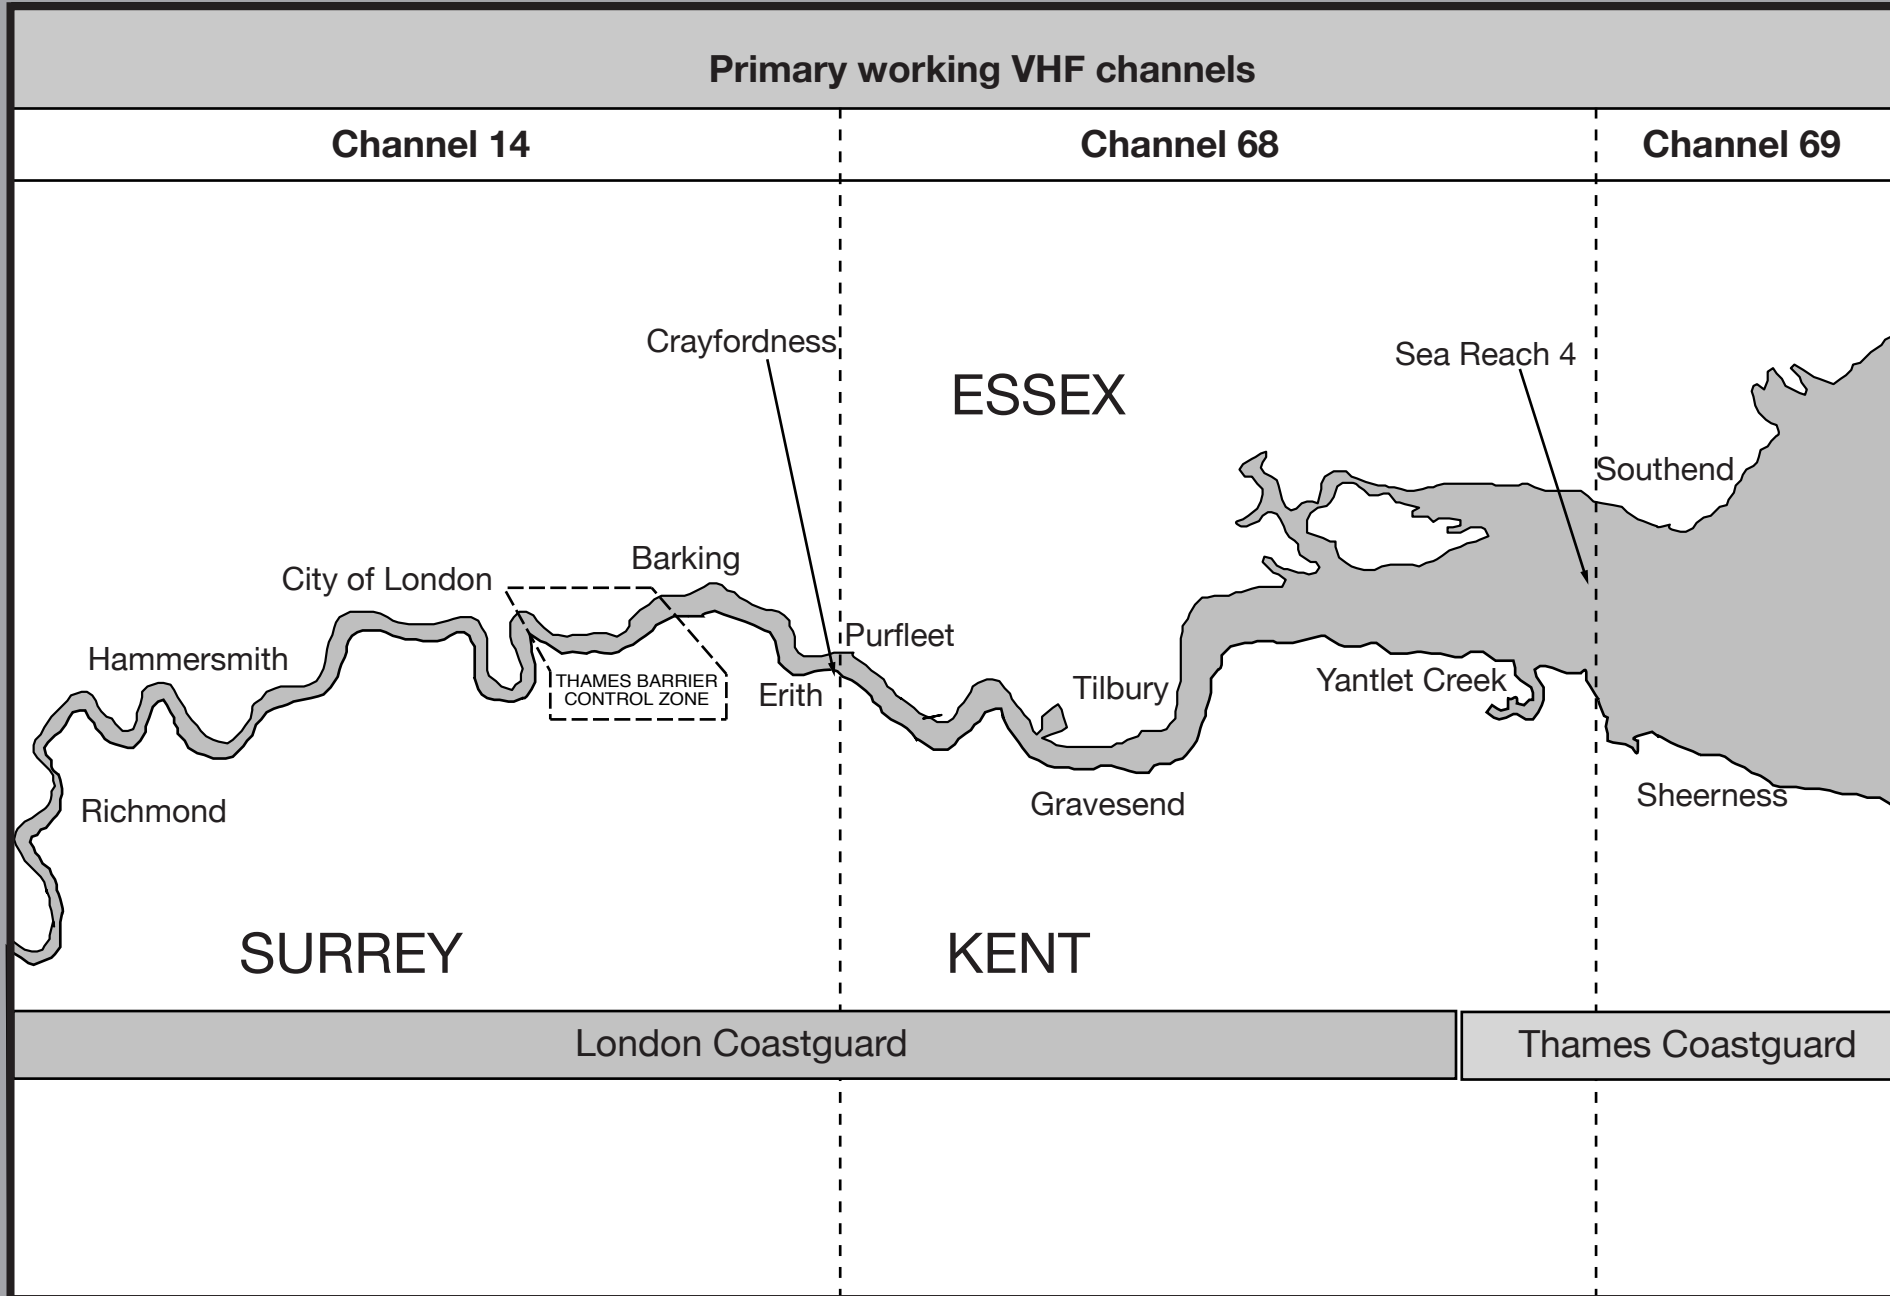 Primary working VHF channels
Channel 14
Channel 68
Channel 69
Crayfordness
Sea Reach 4
ESSEX
Southend
Barking
City of London
Purfleet
Hammersmith
THAMES BARRIER
CONTROL ZONE
Erith
Tilbury
Yantlet Creek
Richmond
Gravesend
Sheerness
SURREY
KENT
London Coastguard
Thames Coastguard